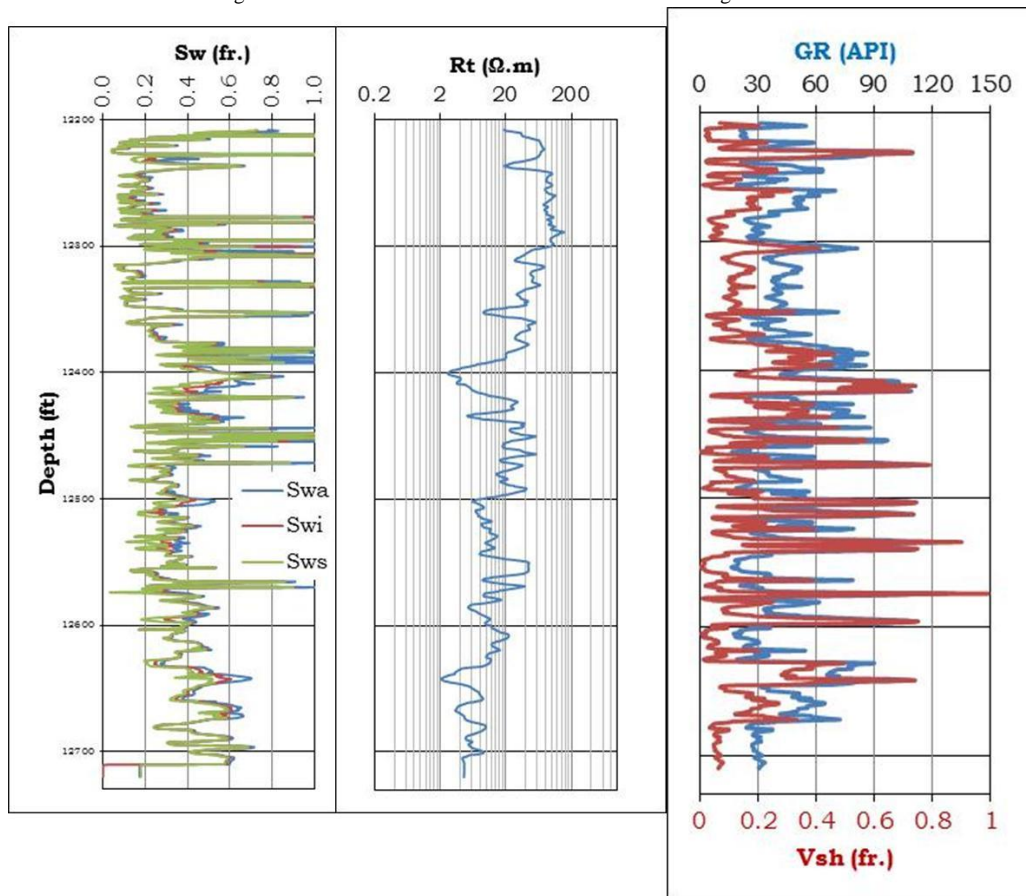 Sw (fr.)
0.0 0.2 0.4 0.6 0.8 1.0
Rt (Ω.m)
0.2 2 20 200
GR (API)
0 30 60 90 120 150
Depth (ft)
12200
12300
12400
12500
12600
12700
Swa
Swi
Sws
0 0.2 0.4 0.6 0.8 1
Vsh (fr.)